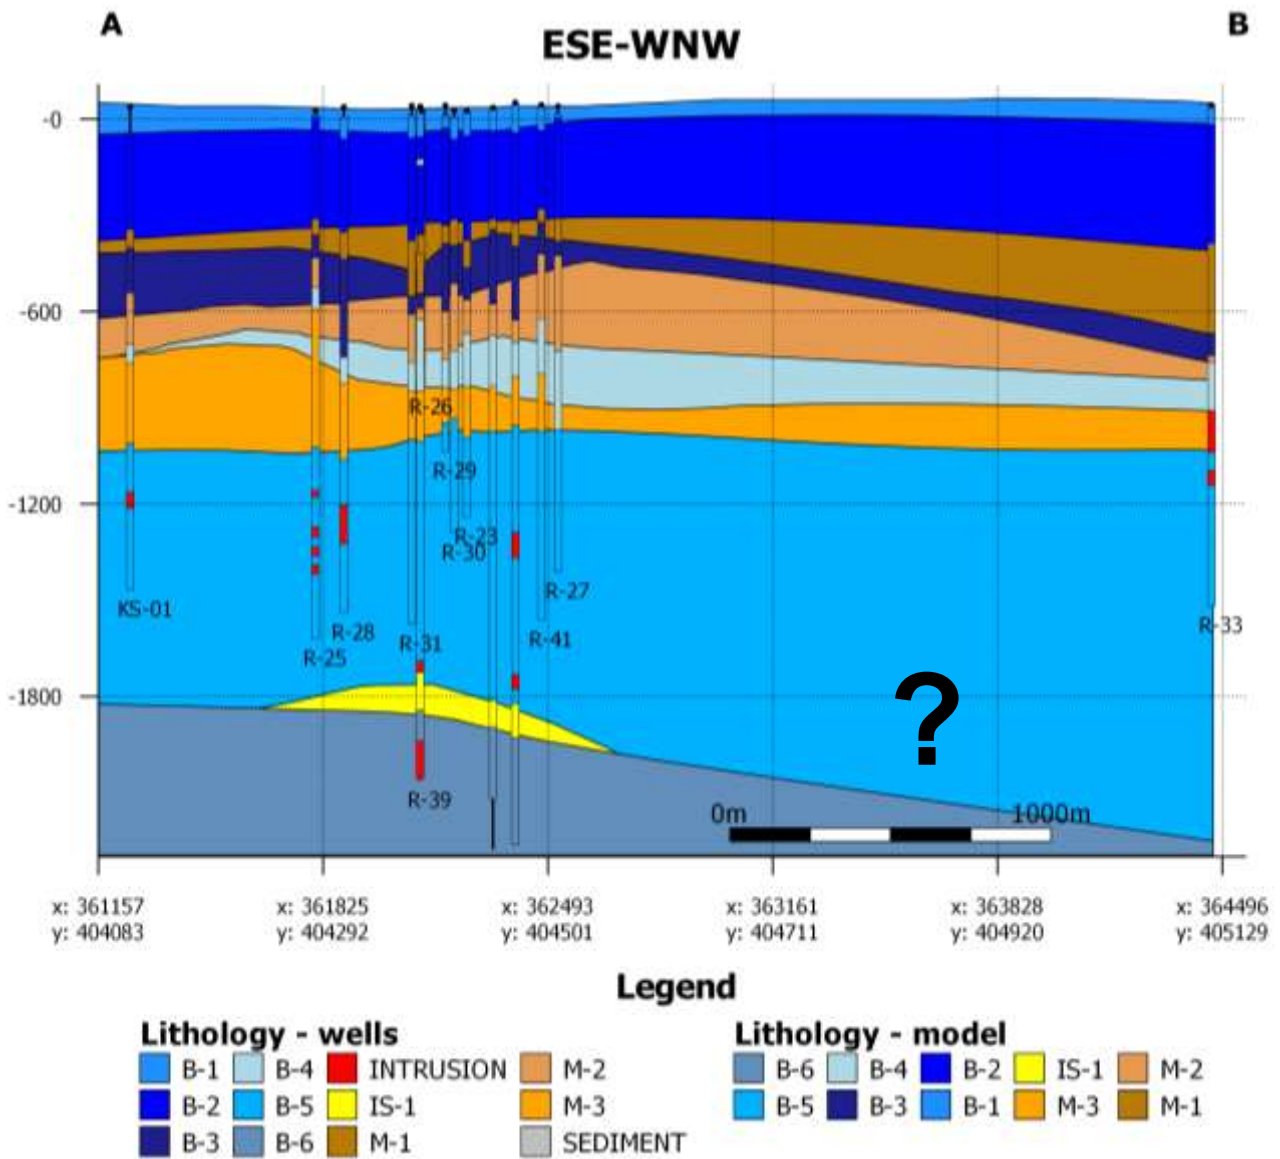 A
B
ESE-WNW
-0
-600
-1200
-1800
R-26
R-29
R-23
R-30
R-27
KS-01
R-28
R-31
R-41
R-33
R-25
?
R-39
0m
1000m
x: 361157
y: 404083
x: 361825
y: 404292
x: 362493
y: 404501
x: 363161
y: 404711
x: 363828
y: 404920
x: 364496
y: 405129
Legend
Lithology - wells
B-1
B-4
INTRUSION
M-2
B-2
B-5
IS-1
M-3
B-3
B-6
M-1
SEDIMENT
Lithology - model
B-6
B-4
B-2
IS-1
M-2
B-5
B-3
B-1
M-3
M-1